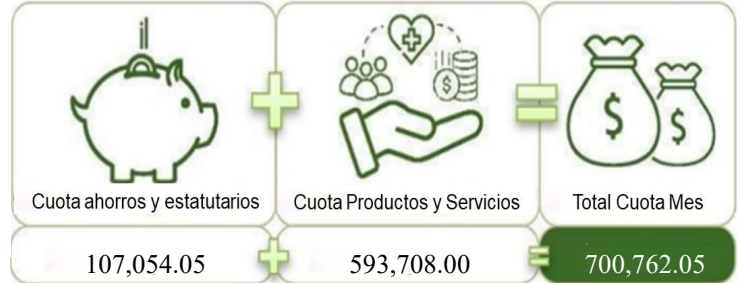 Cuota ahorros y estatutarios
Cuota Productos y Servicios
Total Cuota Mes
107,054.05
593,708.00
700,762.05